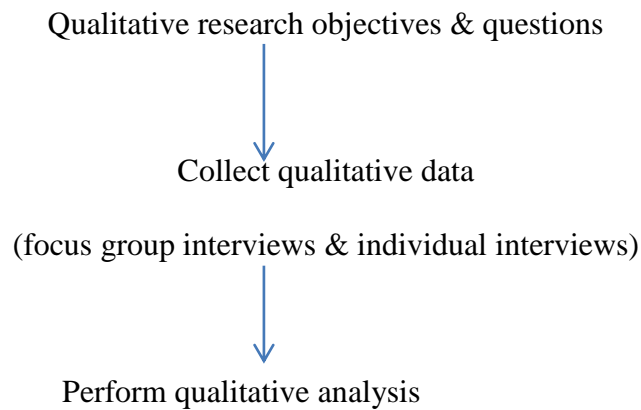 Qualitative research objectives & questions
Collect qualitative data
(focus group interviews & individual interviews)
Perform qualitative analysis